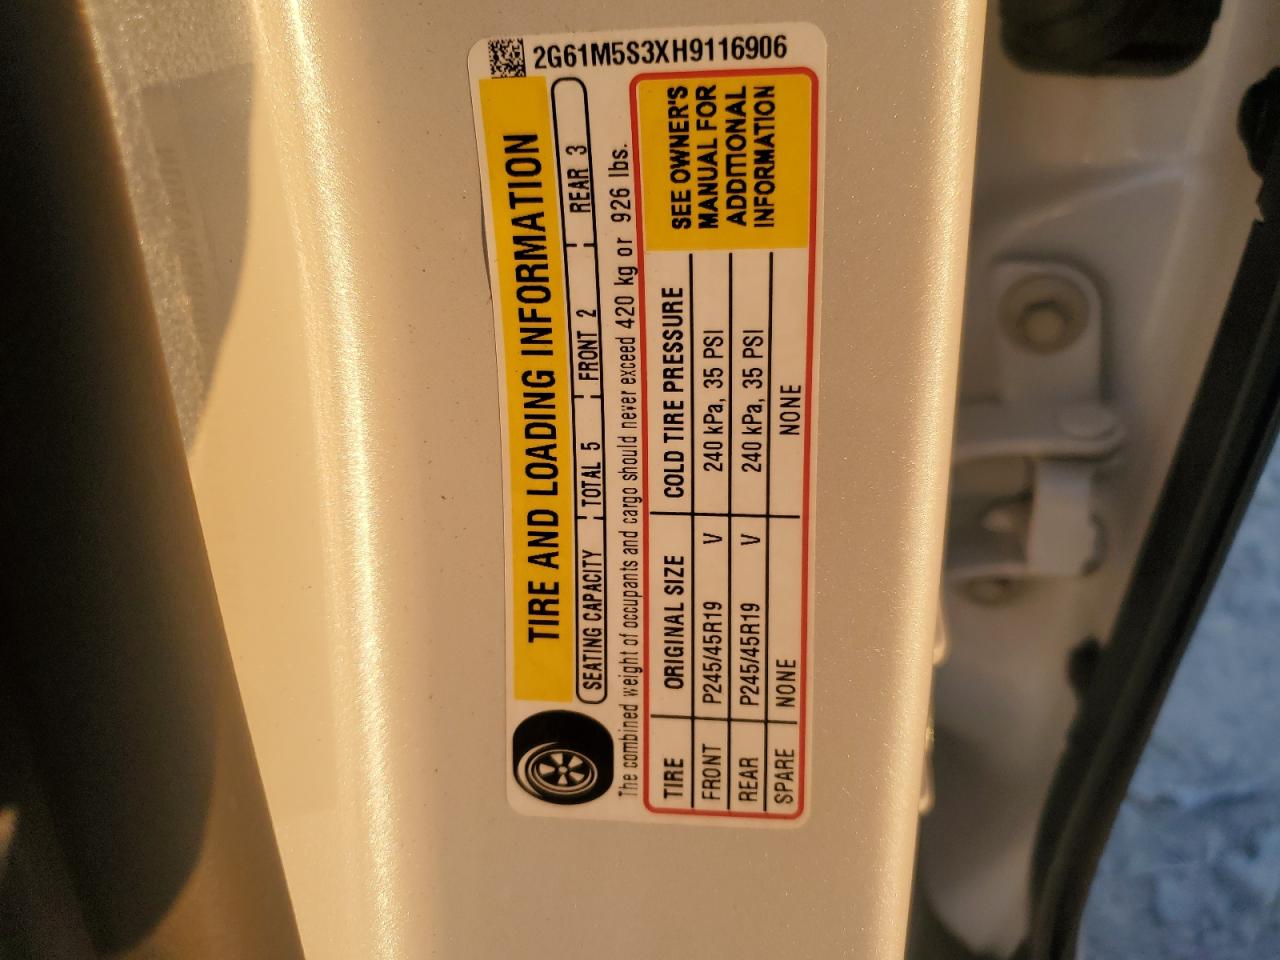 2G61M5S3XH9116906
TIRE AND LOADING INFORMATION
SEATING CAPACITY TOTAL 5 FRONT 2 REAR 3
The combined weight of occupants and cargo should never exceed 420 kg or 926 lbs.
TIRE ORIGINAL SIZE COLD TIRE PRESSURE
FRONT P245/45R19 V 240 kPa, 35 PSI
REAR P245/45R19 V 240 kPa, 35 PSI
SPARE NONE NONE
SEE OWNER'S
MANUAL FOR
ADDITIONAL
INFORMATION